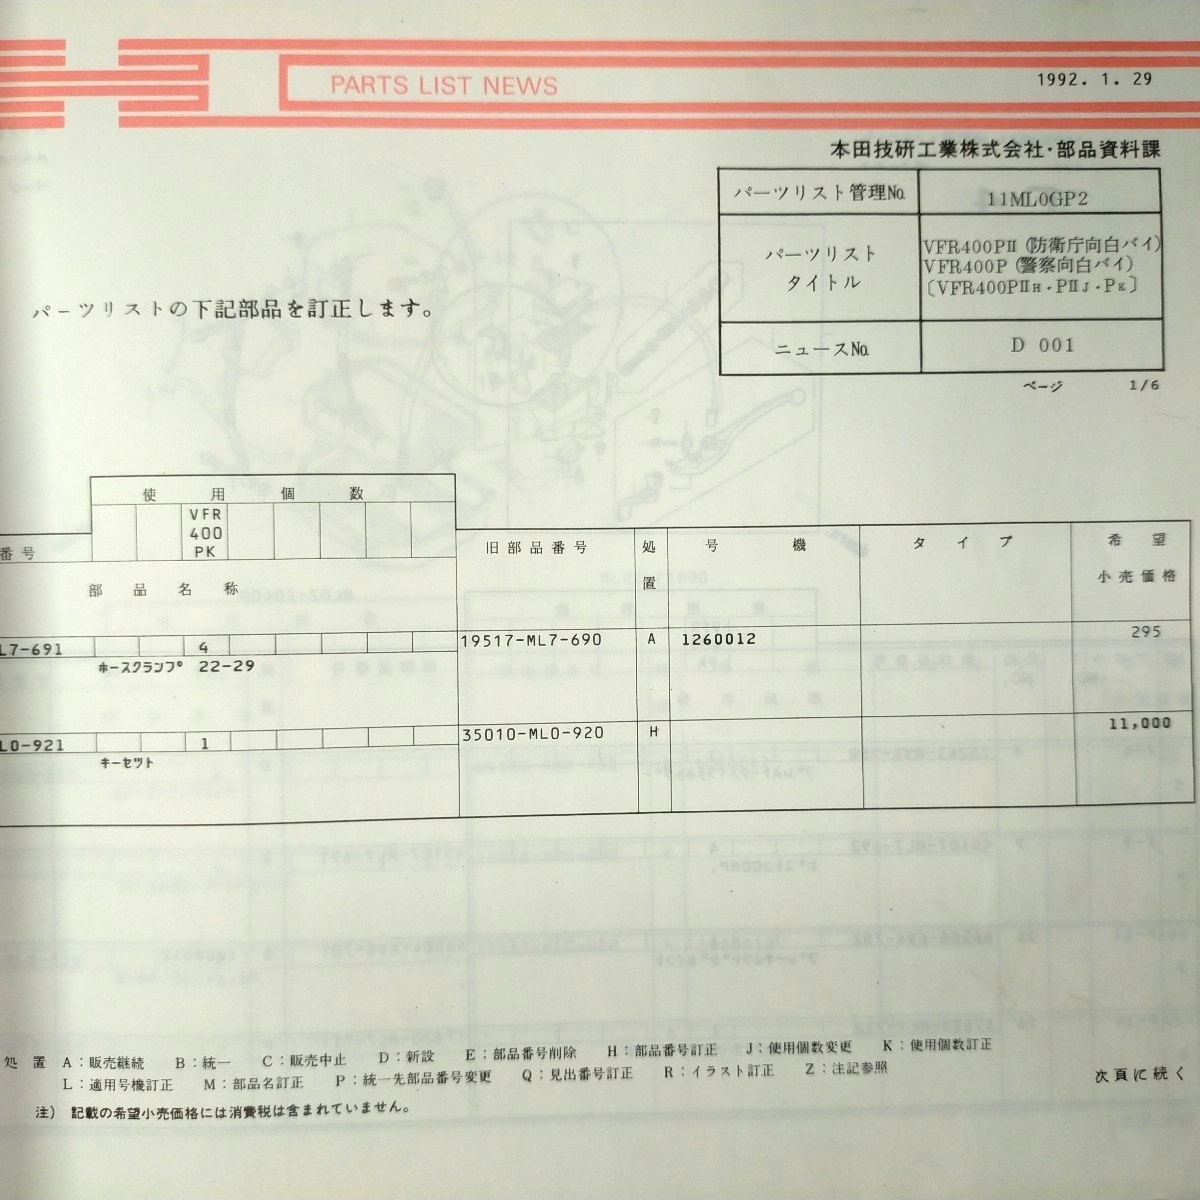 PARTS LIST NEWS
1992. 1. 29
本田技研工業株式会社・部品資料課
パーツリスト管理No.
11ML0GP2
パーツリスト
タイトル
VFR400PⅡ (防衛庁向白バイ)
VFR400P (警察向白バイ)
〔VFR400PⅡH・PⅡJ・PK〕
ニュースNo.
D 001
ページ 1/6
パーツリストの下記部品を訂正します。
使用個数
VFR
400
PK
番号
部品名称
旧部品番号
処
置
号機
タイプ
希望
小売価格
L7-691 4 19517-ML7-690 A 1260012 295
ホースクランプ 22-29
L0-921 1 35010-ML0-920 H 11,000
キーセット
処置 A:販売継続 B:統一 C:販売中止 D:新設 E:部品番号削除 H:部品番号訂正 J:使用個数変更 K:使用個数訂正
L:適用号機訂正 M:部品名訂正 P:統一先部品番号変更 Q:見出番号訂正 R:イラスト訂正 Z:注記参照
次頁に続く
注) 記載の希望小売価格には消費税は含まれていません。